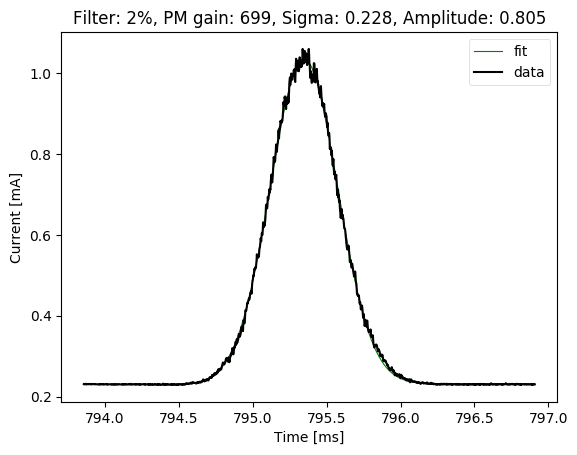 Filter: 2%, PM gain: 699, Sigma: 0.228, Amplitude: 0.805
fit
data
1.0
0.8
0.6
0.4
0.2
Current [mA]
794.0 794.5 795.0 795.5 796.0 796.5 797.0
Time [ms]